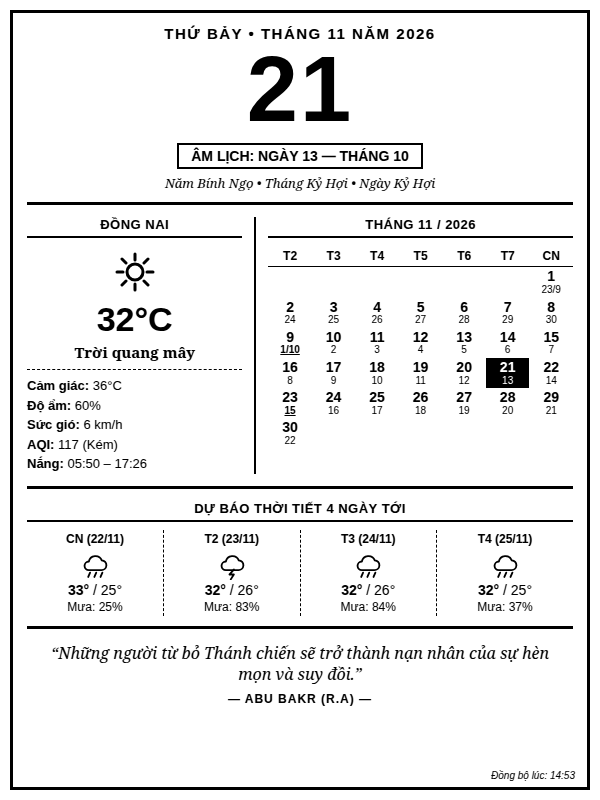 THỨ BẢY • THÁNG 11 NĂM 2026
21
ÂM LỊCH: NGÀY 13 — THÁNG 10
Năm Bính Ngọ • Tháng Kỷ Hợi • Ngày Kỷ Hợi
ĐỒNG NAI
32°C
Trời quang mây
Cảm giác: 36°C
Độ ẩm: 60%
Sức gió: 6 km/h
AQI: 117 (Kém)
Nắng: 05:50 – 17:26
THÁNG 11 / 2026
T2 T3 T4 T5 T6 T7 CN
1
23/9
2 3 4 5 6 7 8
24 25 26 27 28 29 30
9 10 11 12 13 14 15
1/10 2 3 4 5 6 7
16 17 18 19 20 21 22
8 9 10 11 12 13 14
23 24 25 26 27 28 29
15 16 17 18 19 20 21
30
22
DỰ BÁO THỜI TIẾT 4 NGÀY TỚI
CN (22/11) T2 (23/11) T3 (24/11) T4 (25/11)
33° / 25° 32° / 26° 32° / 26° 32° / 25°
Mưa: 25% Mưa: 83% Mưa: 84% Mưa: 37%
“Những người từ bỏ Thánh chiến sẽ trở thành nạn nhân của sự hèn
mọn và suy đồi.”
— ABU BAKR (R.A) —
Đồng bộ lúc: 14:53